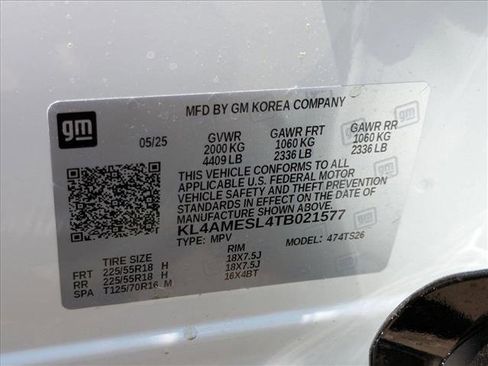 MFD BY GM KOREA COMPANY
gm
05/25 GVWR GAWR FRT GAWR RR
2000 KG 1060 KG 1060 KG
4409 LB 2336 LB 2336 LB
THIS VEHICLE CONFORMS TO ALL
APPLICABLE U.S. FEDERAL MOTOR
VEHICLE SAFETY AND THEFT PREVENTION
STANDARDS IN EFFECT ON THE DATE OF
MANUFACTURE SHOWN ABOVE.
KL4AMESL4TB021577
TYPE: MPV MODEL: 474TS26
TIRE SIZE RIM
FRT 225/55R18 H 18X7.5J
RR 225/55R18 H 18X7.5J
SPA T125/70R16 M 16X4BT